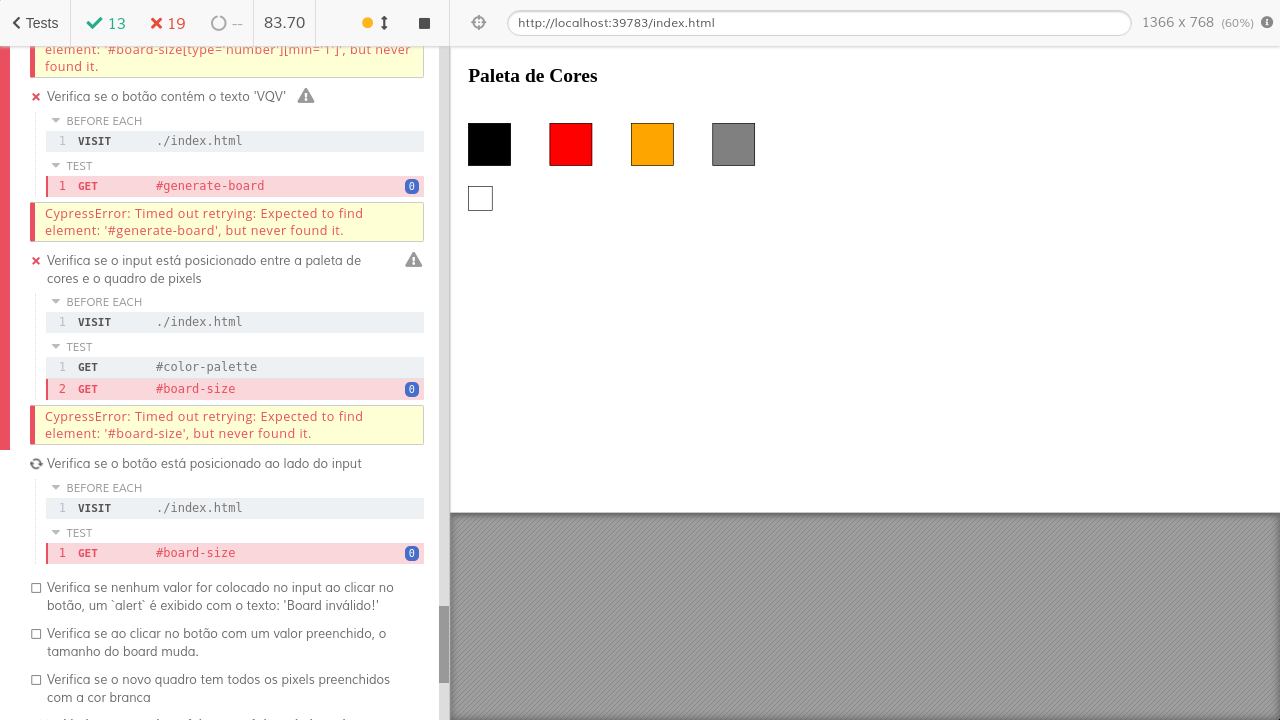 Tests 13 19 -- 83.70
http://localhost:39783/index.html 1366 x 768 (60%)
element: '#board-size[type='number'][min='1']', but never
found it.
Verifica se o botão contém o texto 'VQV'
BEFORE EACH
1 VISIT ./index.html
TEST
1 GET #generate-board 0
CypressError: Timed out retrying: Expected to find
element: '#generate-board', but never found it.
Verifica se o input está posicionado entre a paleta de
cores e o quadro de pixels
BEFORE EACH
1 VISIT ./index.html
TEST
1 GET #color-palette
2 GET #board-size 0
CypressError: Timed out retrying: Expected to find
element: '#board-size', but never found it.
Verifica se o botão está posicionado ao lado do input
BEFORE EACH
1 VISIT ./index.html
TEST
1 GET #board-size 0
Verifica se nenhum valor for colocado no input ao clicar no
botão, um `alert` é exibido com o texto: 'Board inválido!'
Verifica se ao clicar no botão com um valor preenchido, o
tamanho do board muda.
Verifica se o novo quadro tem todos os pixels preenchidos
com a cor branca
Paleta de Cores